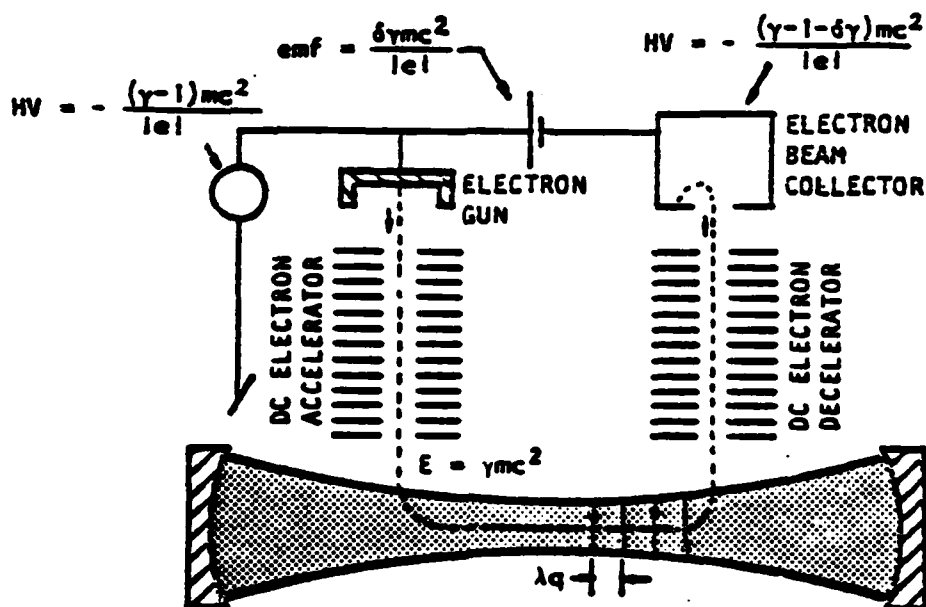 emf = δγmc²/|e|
HV = - (γ-1-δγ)mc²/|e|
HV = - (γ-1)mc²/|e|
ELECTRON
GUN
ELECTRON
BEAM
COLLECTOR
DC ELECTRON
ACCELERATOR
DC ELECTRON
DECELERATOR
E = γmc²
λq